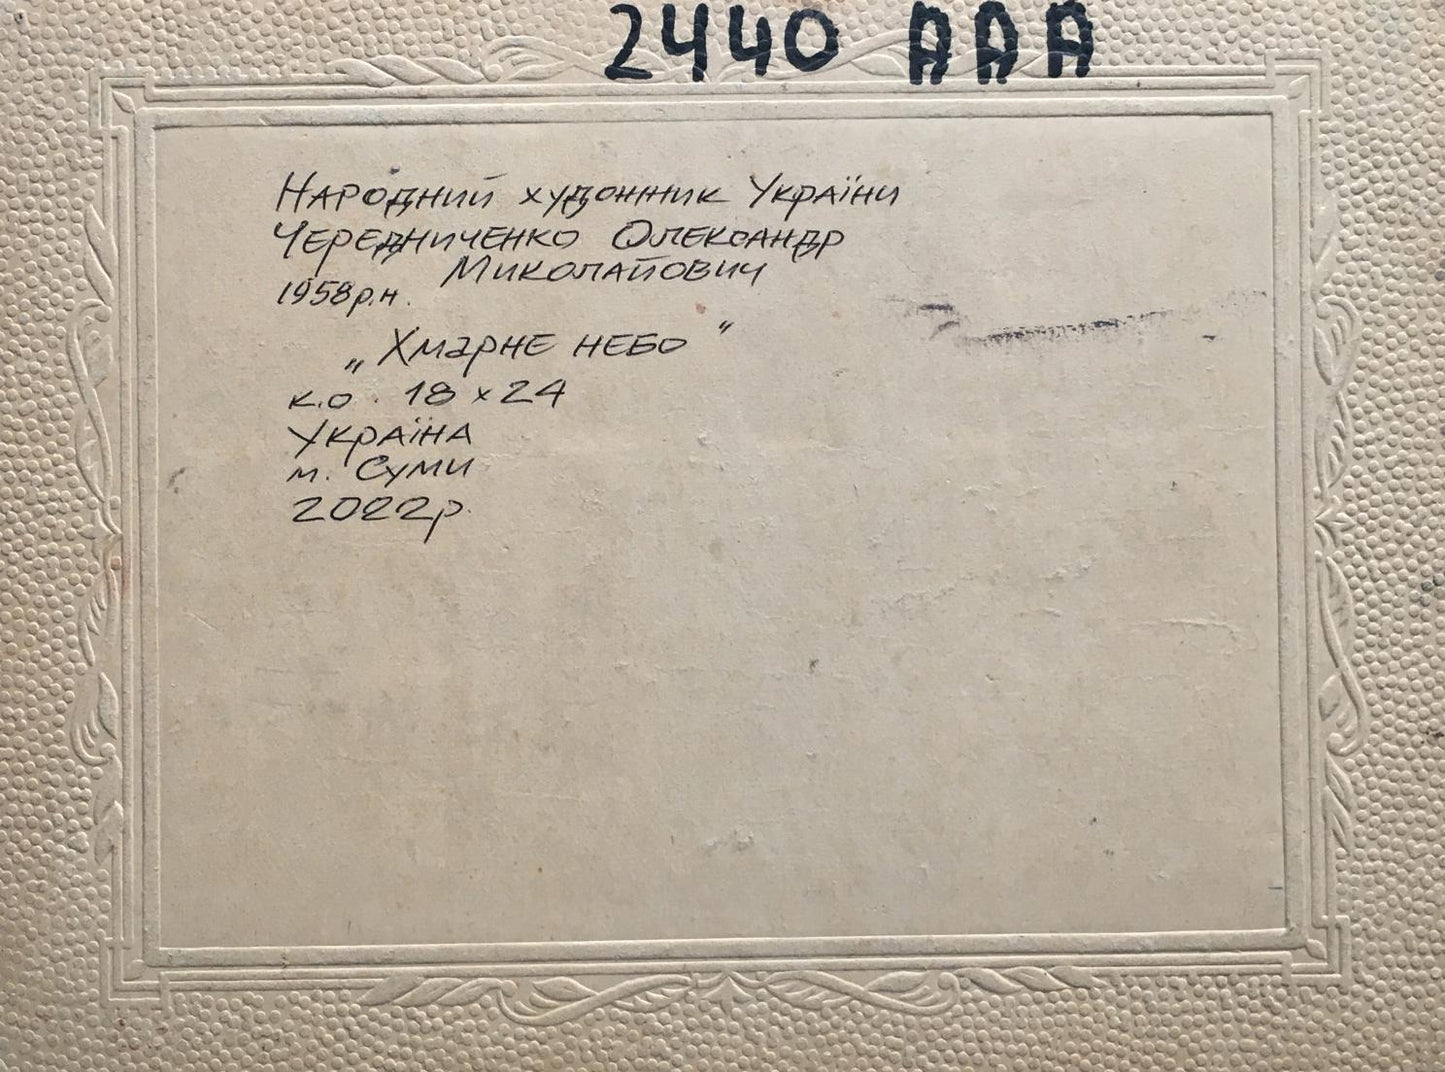 2440 AAA
Народний художник України
Чередниченко Олександр
Миколайович
1958р.н.
„Хмарне небо"
к.о. 18 x 24
Україна
м. Суми
2022р.